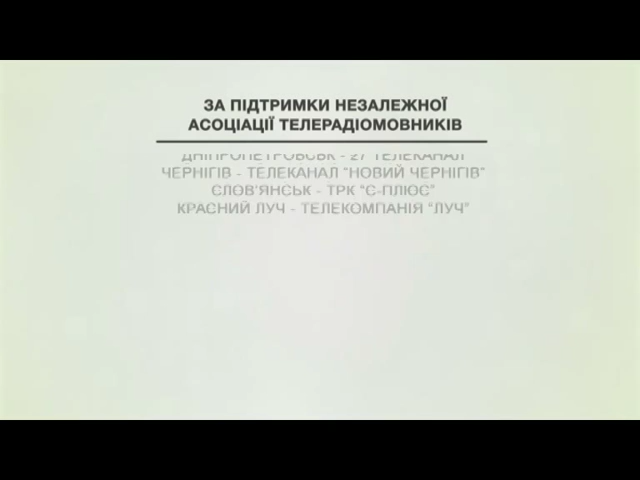 ЗА ПІДТРИМКИ НЕЗАЛЕЖНОЇ
АСОЦІАЦІЇ ТЕЛЕРАДІОМОВНИКІВ
ДНІПРОПЕТРОВСЬК - 27 ТЕЛЕКАНАЛ
ЧЕРНІГІВ - ТЕЛЕКАНАЛ "НОВИЙ ЧЕРНІГІВ"
СЛОВ'ЯНСЬК - ТРК "С-ПЛЮС"
КРАСНИЙ ЛУЧ - ТЕЛЕКОМПАНІЯ "ЛУЧ"